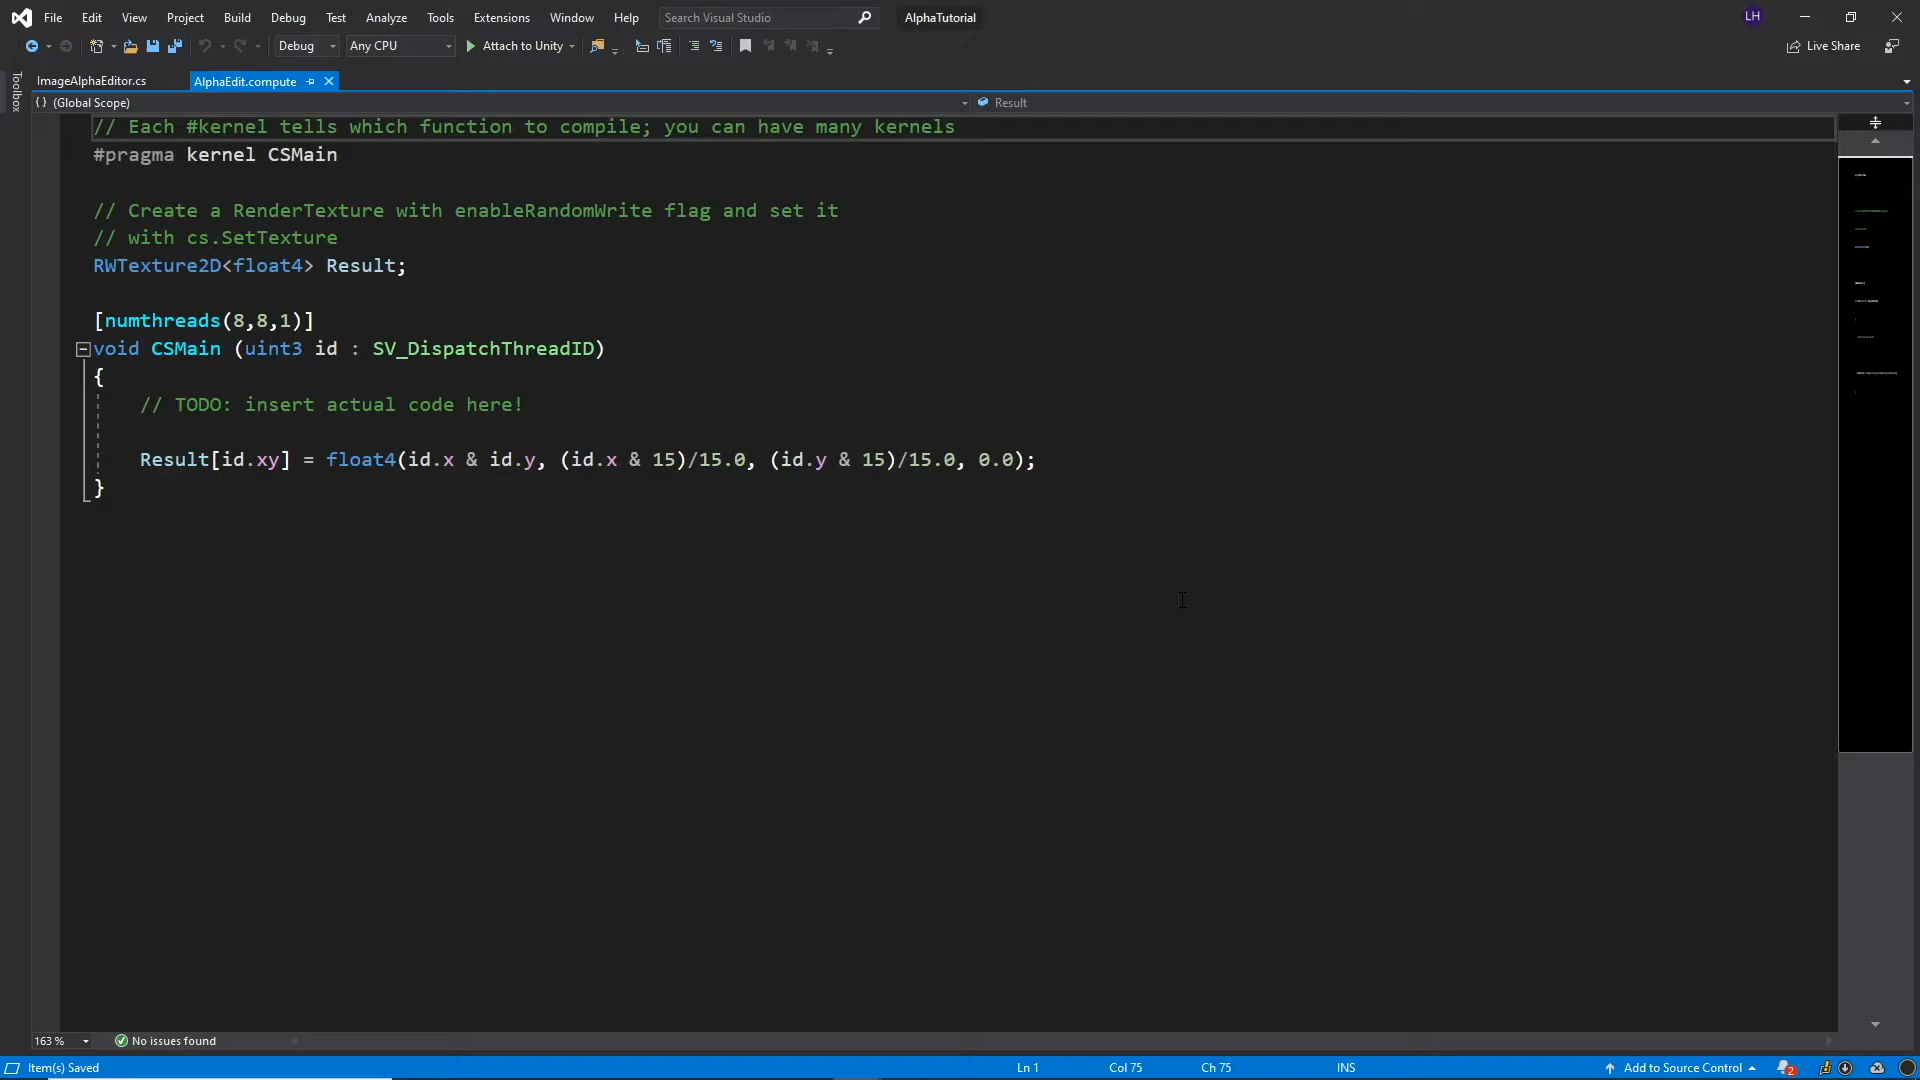 File Edit View Project Build Debug Test Analyze Tools Extensions Window Help Search Visual Studio AlphaTutorial LH
Debug Any CPU Attach to Unity Live Share
Toolbox
ImageAlphaEditor.cs AlphaEdit.compute
{ } (Global Scope) Result
// Each #kernel tells which function to compile; you can have many kernels
#pragma kernel CSMain
// Create a RenderTexture with enableRandomWrite flag and set it
// with cs.SetTexture
RWTexture2D<float4> Result;
[numthreads(8,8,1)]
void CSMain (uint3 id : SV_DispatchThreadID)
{
// TODO: insert actual code here!
Result[id.xy] = float4(id.x & id.y, (id.x & 15)/15.0, (id.y & 15)/15.0, 0.0);
}
163 % No issues found
Item(s) Saved Ln 1 Col 75 Ch 75 INS Add to Source Control 2